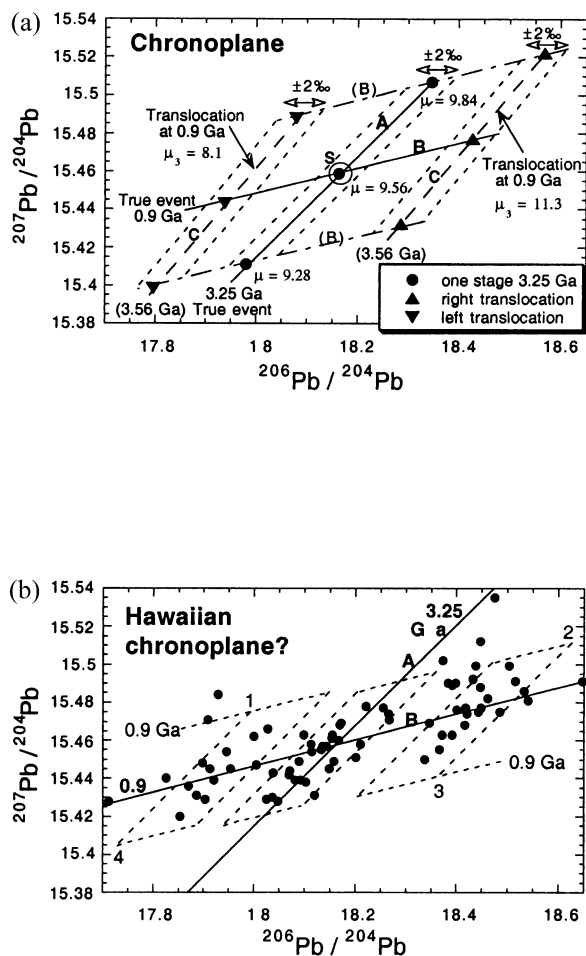 (a)
15.54
15.52
15.5
15.48
15.46
15.44
15.42
15.4
15.38
207Pb / 204Pb
Chronoplane
±2‰
±2‰
±2‰
(B)
A
μ = 9.84
Translocation
at 0.9 Ga
μ3 = 8.1
S
B
μ = 9.56
C
Translocation
at 0.9 Ga
μ3 = 11.3
True event
0.9 Ga
C
(B)
(3.56 Ga)
μ = 9.28
3.25 Ga
(3.56 Ga) True event
one stage 3.25 Ga
right translocation
left translocation
17.8
18
18.2
18.4
18.6
206Pb / 204Pb
(b)
15.54
15.52
15.5
15.48
15.46
15.44
15.42
15.4
15.38
207Pb / 204Pb
Hawaiian
chronoplane?
3.25
G a
A
2
1
0.9 Ga
B
0.9 Ga
0.9
3
4
17.8
18
18.2
18.4
18.6
206Pb / 204Pb